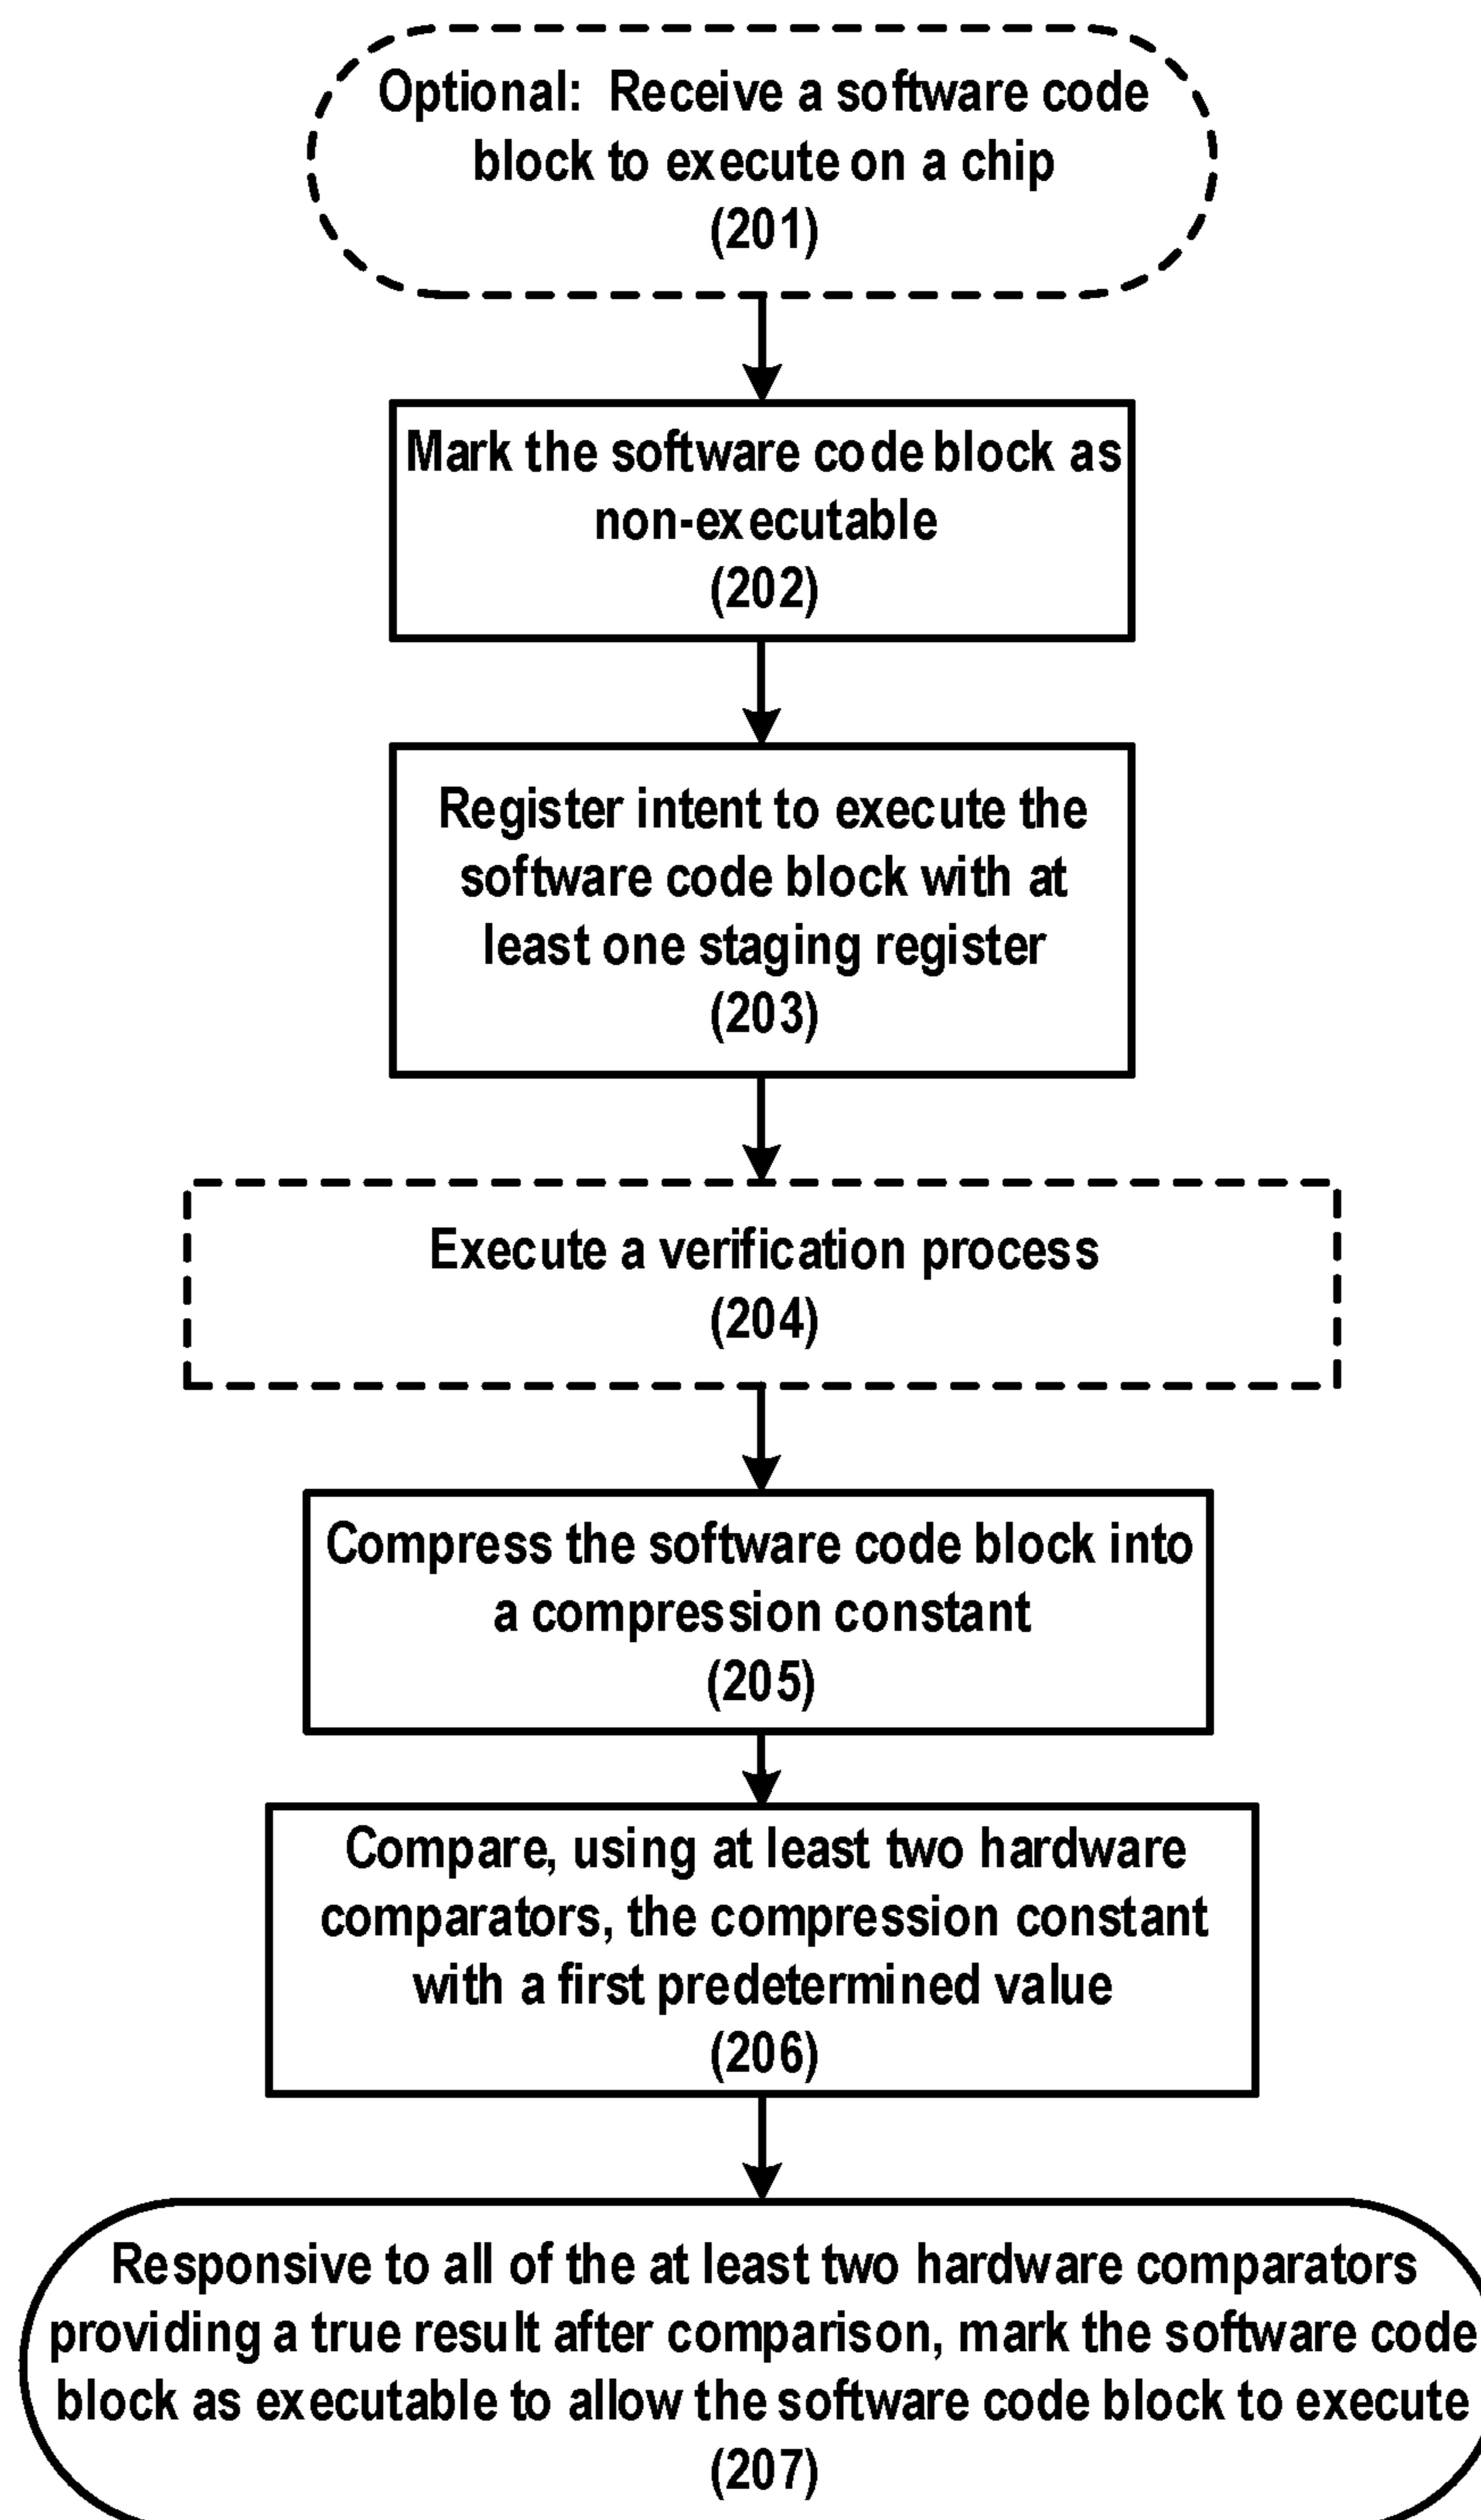 Optional: Receive a software code
block to execute on a chip
(201)
Mark the software code block as
non-executable
(202)
Register intent to execute the
software code block with at
least one staging register
(203)
Execute a verification process
(204)
Compress the software code block into
a compression constant
(205)
Compare, using at least two hardware
comparators, the compression constant
with a first predetermined value
(206)
Responsive to all of the at least two hardware comparators
providing a true result after comparison, mark the software code
block as executable to allow the software code block to execute
(207)